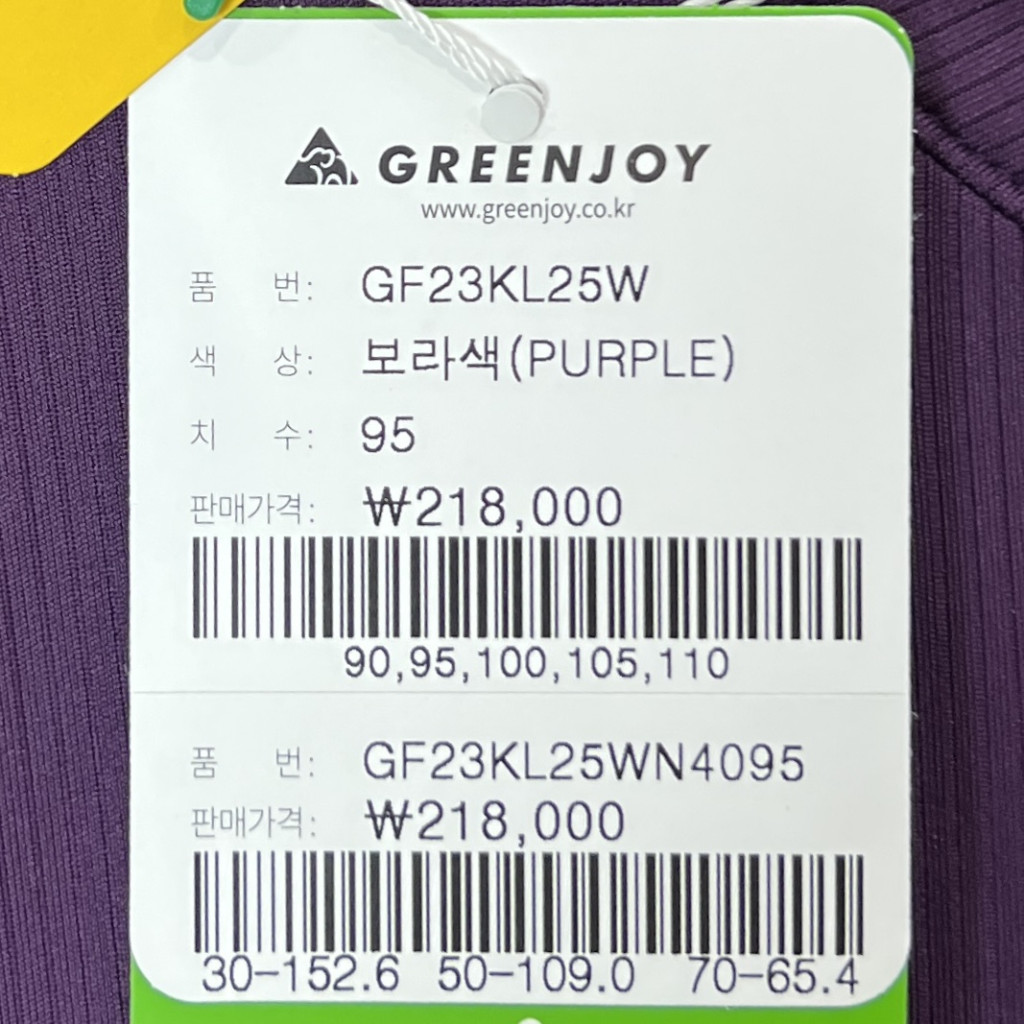 GREENJOY
www.greenjoy.co.kr
품 번: GF23KL25W
색 상: 보라색(PURPLE)
치 수: 95
판매가격: ₩218,000
90,95,100,105,110
품 번: GF23KL25WN4095
판매가격: ₩218,000
30-152.6 50-109.0 70-65.4